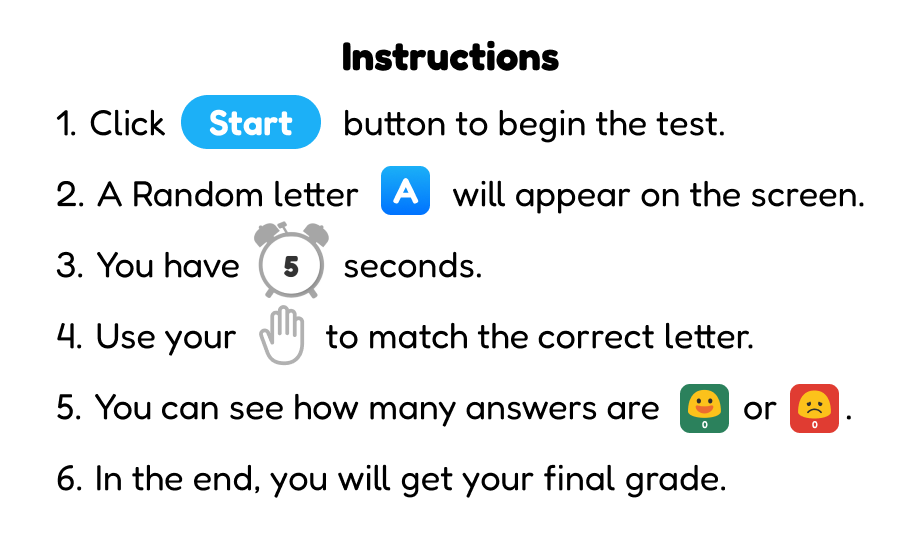 Instructions
1. Click Start button to begin the test.
2. A Random letter A will appear on the screen.
3. You have 5 seconds.
4. Use your to match the correct letter.
5. You can see how many answers are 0 or 0 .
6. In the end, you will get your final grade.